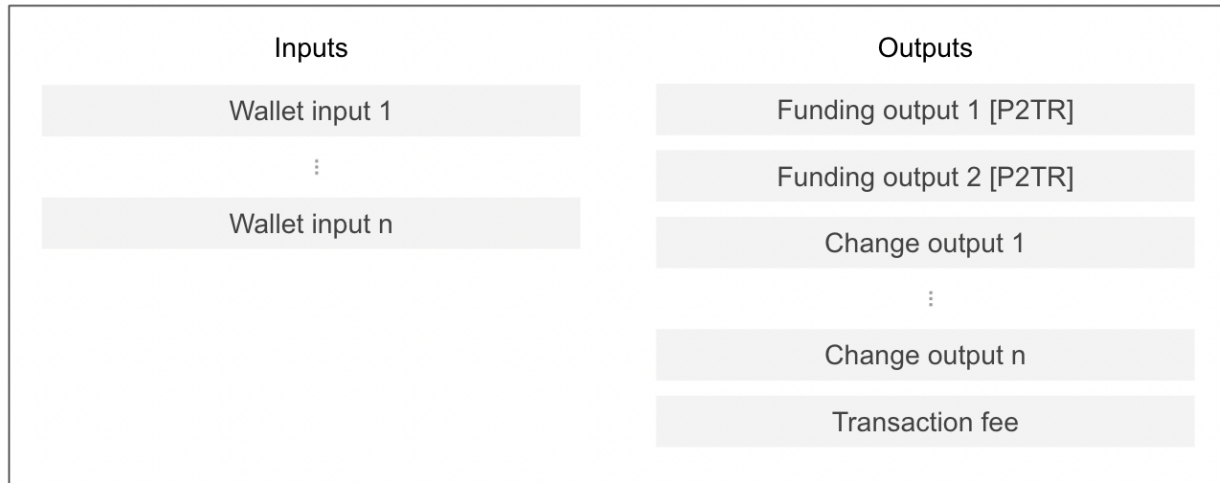 Inputs
Wallet input 1
⋮
Wallet input n
Outputs
Funding output 1 [P2TR]
Funding output 2 [P2TR]
Change output 1
⋮
Change output n
Transaction fee